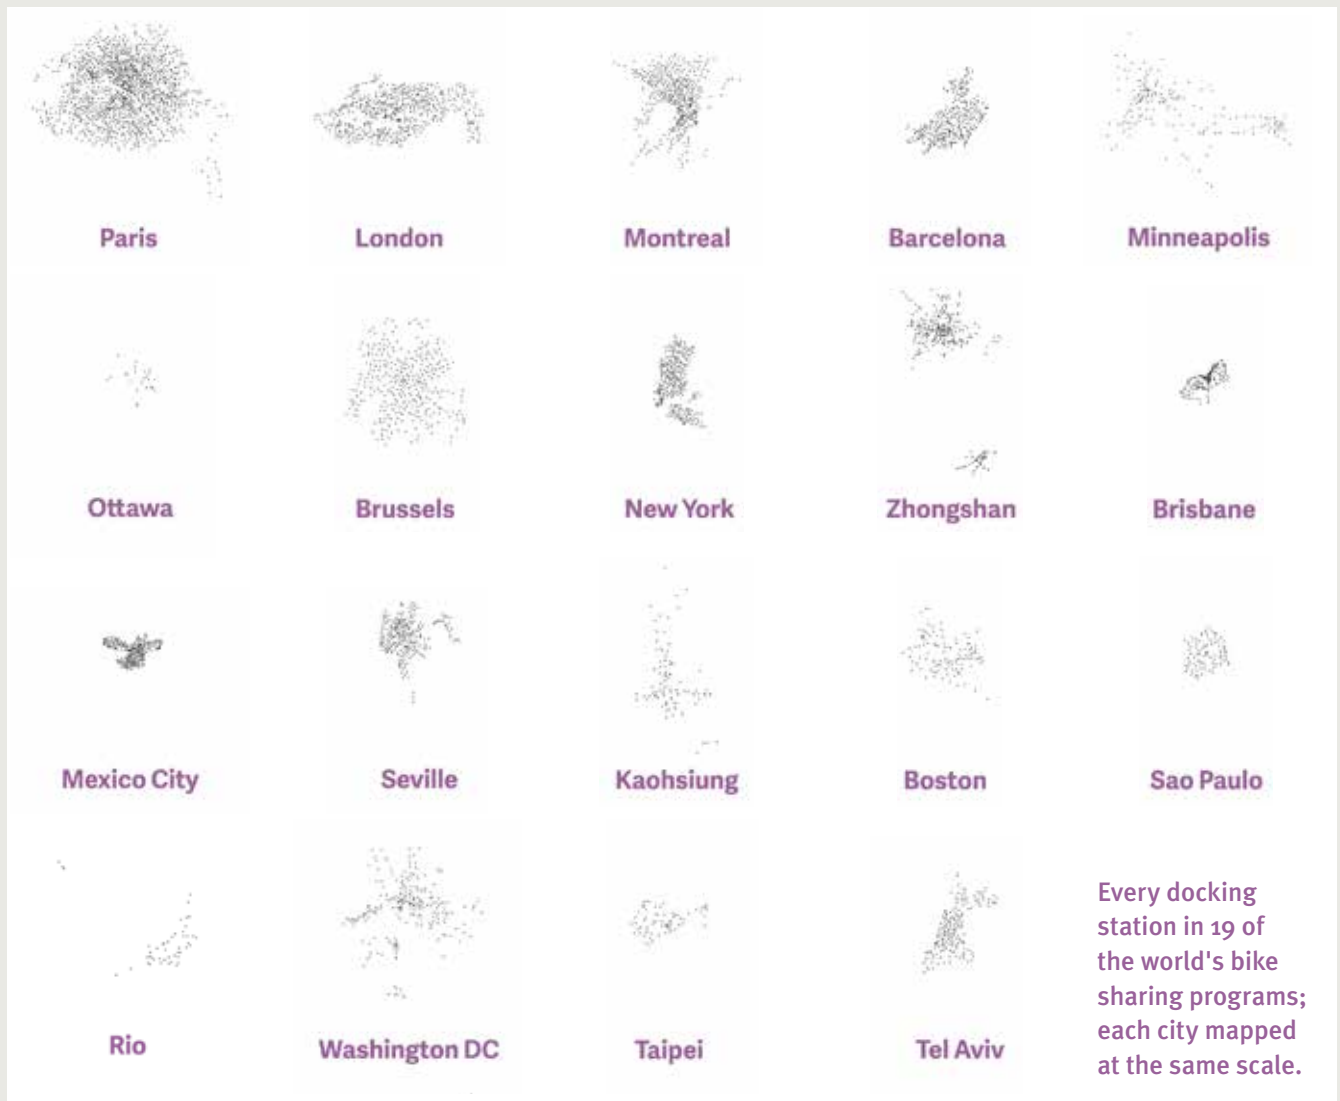 Paris
London
Montreal
Barcelona
Minneapolis
Ottawa
Brussels
New York
Zhongshan
Brisbane
Mexico City
Seville
Kaohsiung
Boston
Sao Paulo
Rio
Washington DC
Taipei
Tel Aviv
Every docking
station in 19 of
the world's bike
sharing programs;
each city mapped
at the same scale.